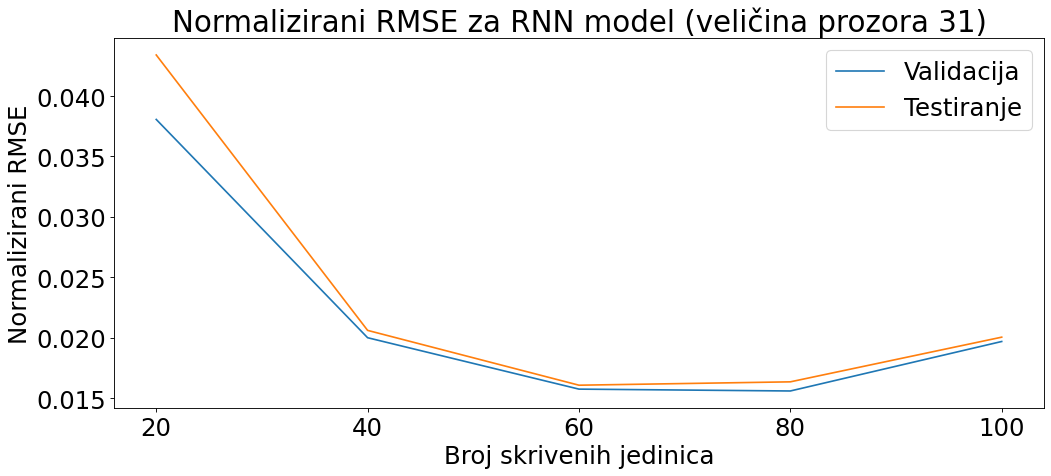 Normalizirani RMSE za RNN model (veličina prozora 31)
Validacija
Testiranje
Normalizirani RMSE
0.040
0.035
0.030
0.025
0.020
0.015
20 40 60 80 100
Broj skrivenih jedinica